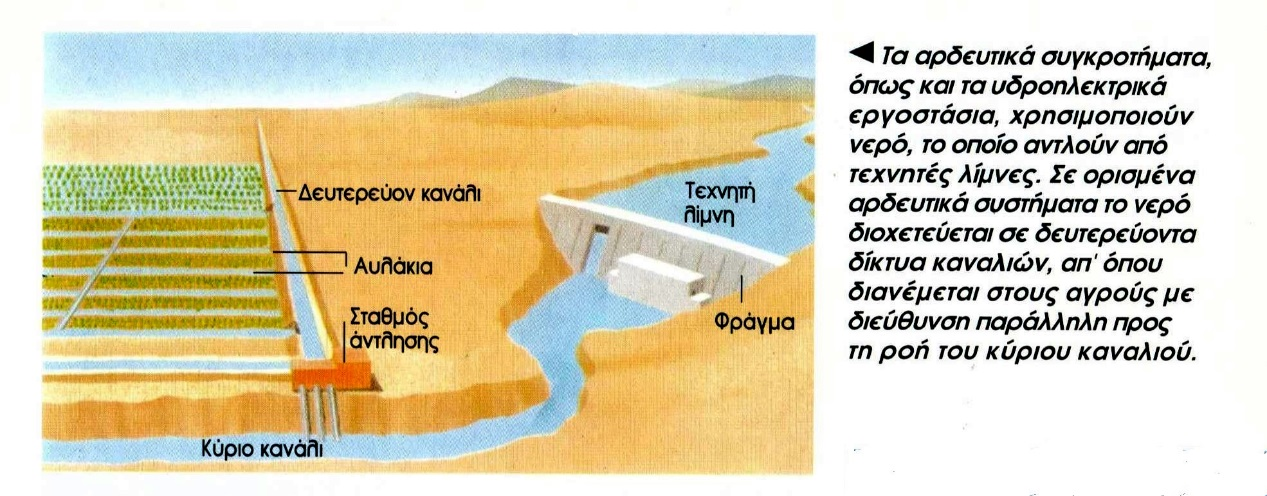 Δευτερεύον κανάλι
Αυλάκια
Σταθμός
άντλησης
Κύριο κανάλι
Τεχνητή
λίμνη
Φράγμα
◀ Τα αρδευτικά συγκροτήματα,
όπως και τα υδροηλεκτρικά
εργοστάσια, χρησιμοποιούν
νερό, το οποίο αντλούν από
τεχνητές λίμνες. Σε ορισμένα
αρδευτικά συστήματα το νερό
διοχετεύεται σε δευτερεύοντα
δίκτυα καναλιών, απ' όπου
διανέμεται στους αγρούς με
διεύθυνση παράλληλη προς
τη ροή του κύριου καναλιού.